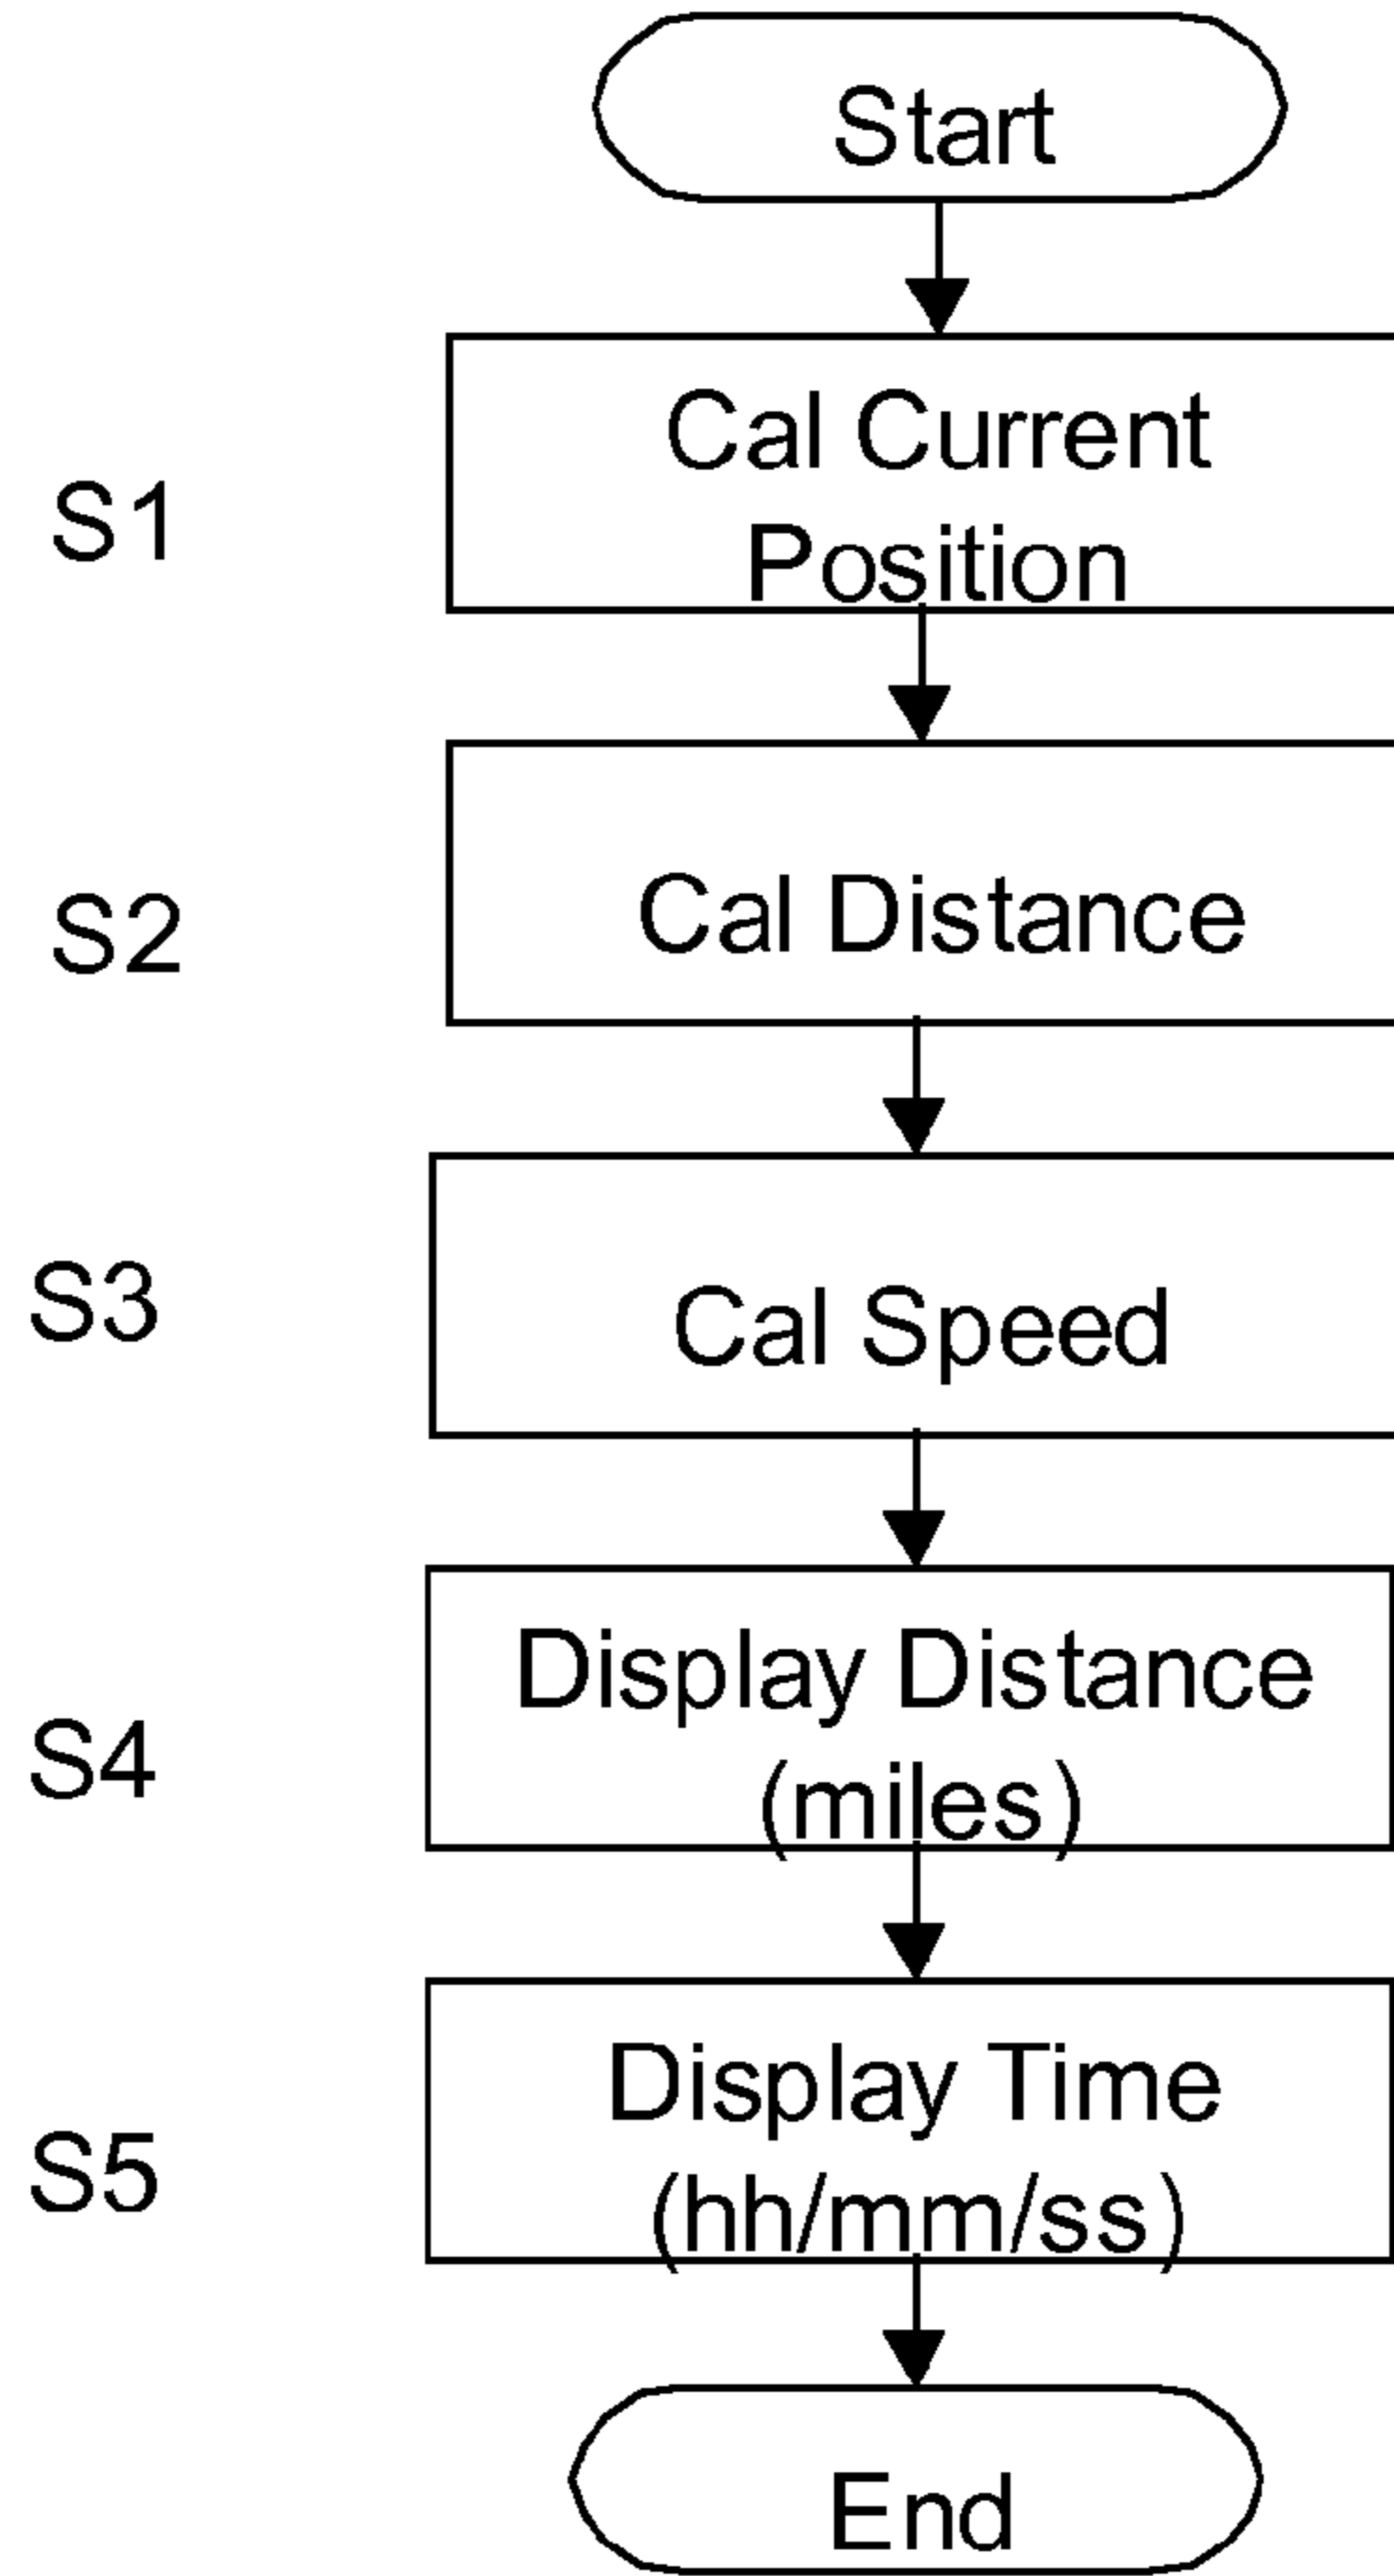 Start
S1
Cal Current
Position
S2
Cal Distance
S3
Cal Speed
S4
Display Distance
(miles)
S5
Display Time
(hh/mm/ss)
End